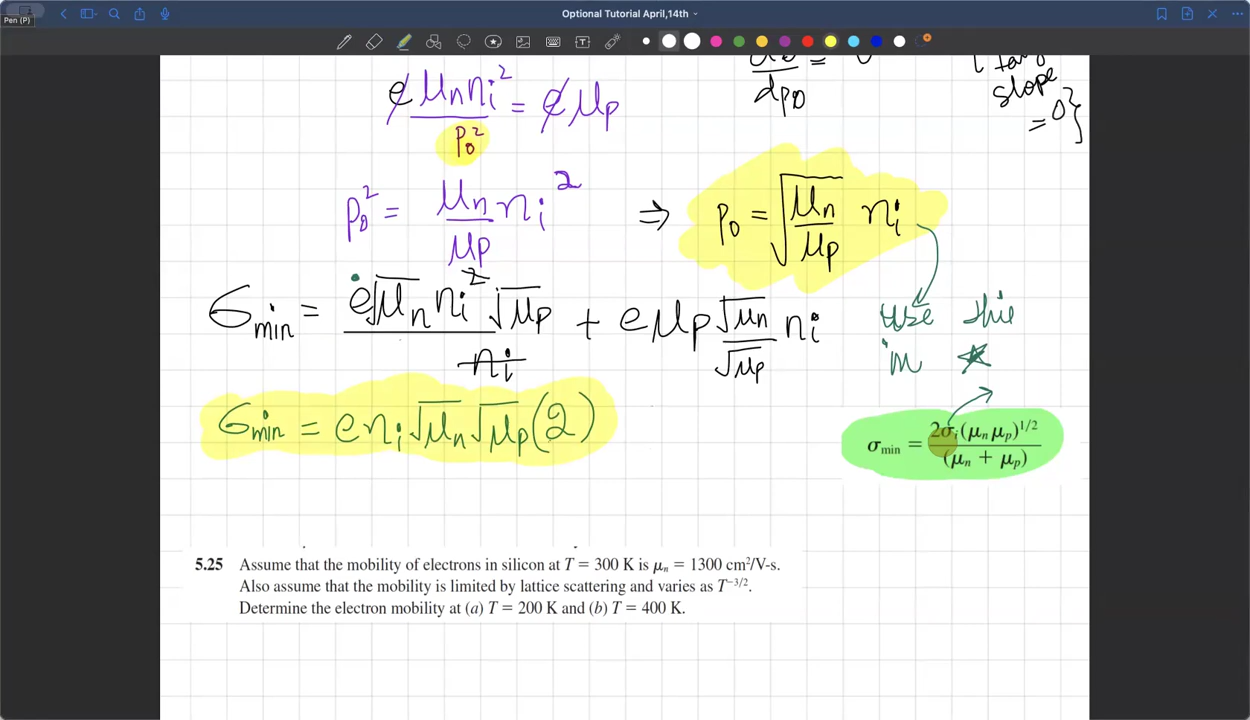 Optional Tutorial April,14th
Pen (P)
slope
= 0}
dp0
e μn ni² / p0² = e μp
p0² = μn / μp ni² ⇒ p0 = √(μn / μp) ni
σmin = e√μn ni² √μp / ni + e μp √μn / √μp ni
use this
in ★
σmin = e ni √μn √μp (2)
σmin = 2σi(μn μp)^1/2 / (μn + μp)
5.25 Assume that the mobility of electrons in silicon at T = 300 K is μn = 1300 cm²/V-s.
Also assume that the mobility is limited by lattice scattering and varies as T^−3/2.
Determine the electron mobility at (a) T = 200 K and (b) T = 400 K.